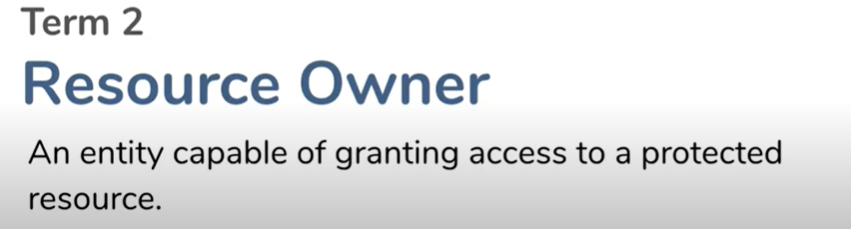 Term 2
Resource Owner
An entity capable of granting access to a protected
resource.